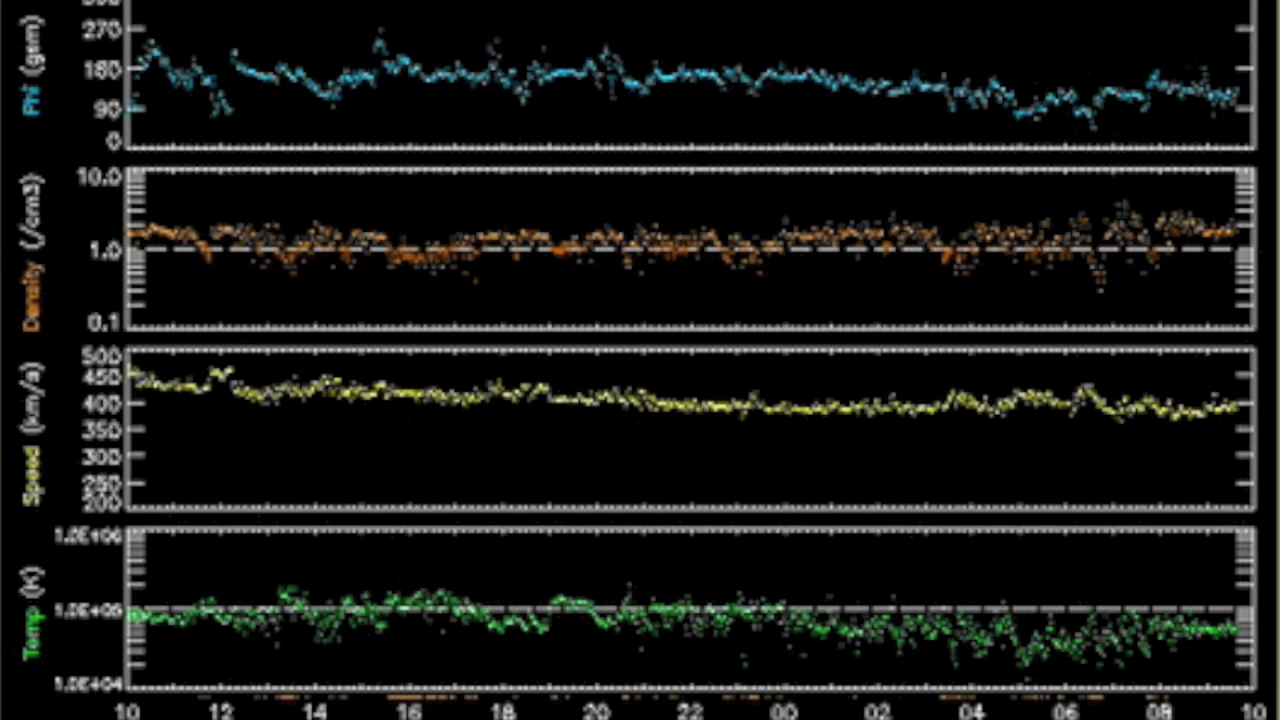 Phi (gsm)
270
180
90
0
Density (/cm3)
10.0
1.0
0.1
Speed (km/s)
500
450
400
350
300
250
200
Temp (K)
1.0E+06
1.0E+05
1.0E+04
10 12 14 16 18 20 22 00 02 04 06 08 10